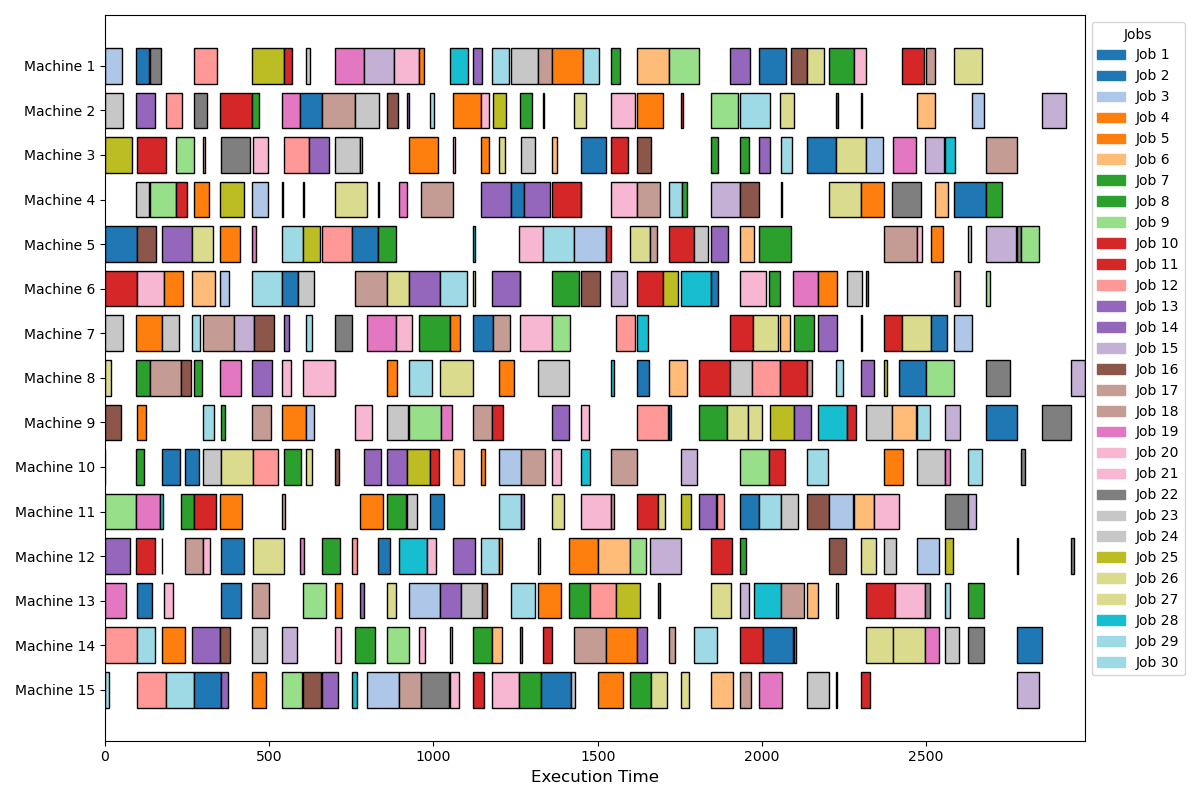 Machine 1
Machine 2
Machine 3
Machine 4
Machine 5
Machine 6
Machine 7
Machine 8
Machine 9
Machine 10
Machine 11
Machine 12
Machine 13
Machine 14
Machine 15
0
500
1000
1500
2000
2500
Execution Time
Jobs
Job 1
Job 2
Job 3
Job 4
Job 5
Job 6
Job 7
Job 8
Job 9
Job 10
Job 11
Job 12
Job 13
Job 14
Job 15
Job 16
Job 17
Job 18
Job 19
Job 20
Job 21
Job 22
Job 23
Job 24
Job 25
Job 26
Job 27
Job 28
Job 29
Job 30